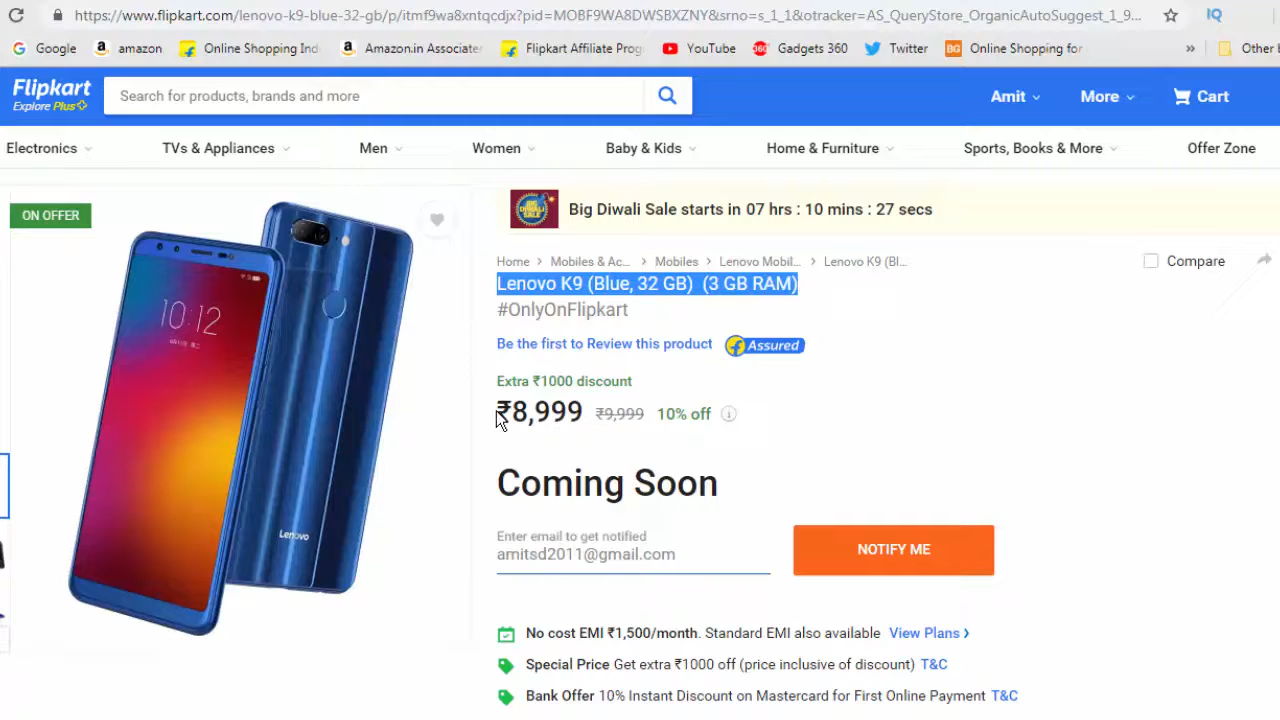 https://www.flipkart.com/lenovo-k9-blue-32-gb/p/itmf9wa8xntqcdjx?pid=MOBF9WA8DWSBXZNY&srno=s_1_1&otracker=AS_QueryStore_OrganicAutoSuggest_1_9... IQ
Google amazon Online Shopping Ind Amazon.in Associate Flipkart Affiliate Prog YouTube 360 Gadgets 360 Twitter BG Online Shopping for » Other B
Flipkart
Explore Plus
Search for products, brands and more
Amit More Cart
Electronics TVs & Appliances Men Women Baby & Kids Home & Furniture Sports, Books & More Offer Zone
ON OFFER
Big Diwali Sale starts in 07 hrs : 10 mins : 27 secs
Home > Mobiles & Ac... > Mobiles > Lenovo Mobil... > Lenovo K9 (Bl...
Compare
Lenovo K9 (Blue, 32 GB) (3 GB RAM)
#OnlyOnFlipkart
Be the first to Review this product
Assured
Extra ₹1000 discount
₹8,999 ₹9,999 10% off
10:12
Lenovo
Coming Soon
Enter email to get notified
amitsd2011@gmail.com
NOTIFY ME
No cost EMI ₹1,500/month. Standard EMI also available View Plans
Special Price Get extra ₹1000 off (price inclusive of discount) T&C
Bank Offer 10% Instant Discount on Mastercard for First Online Payment T&C